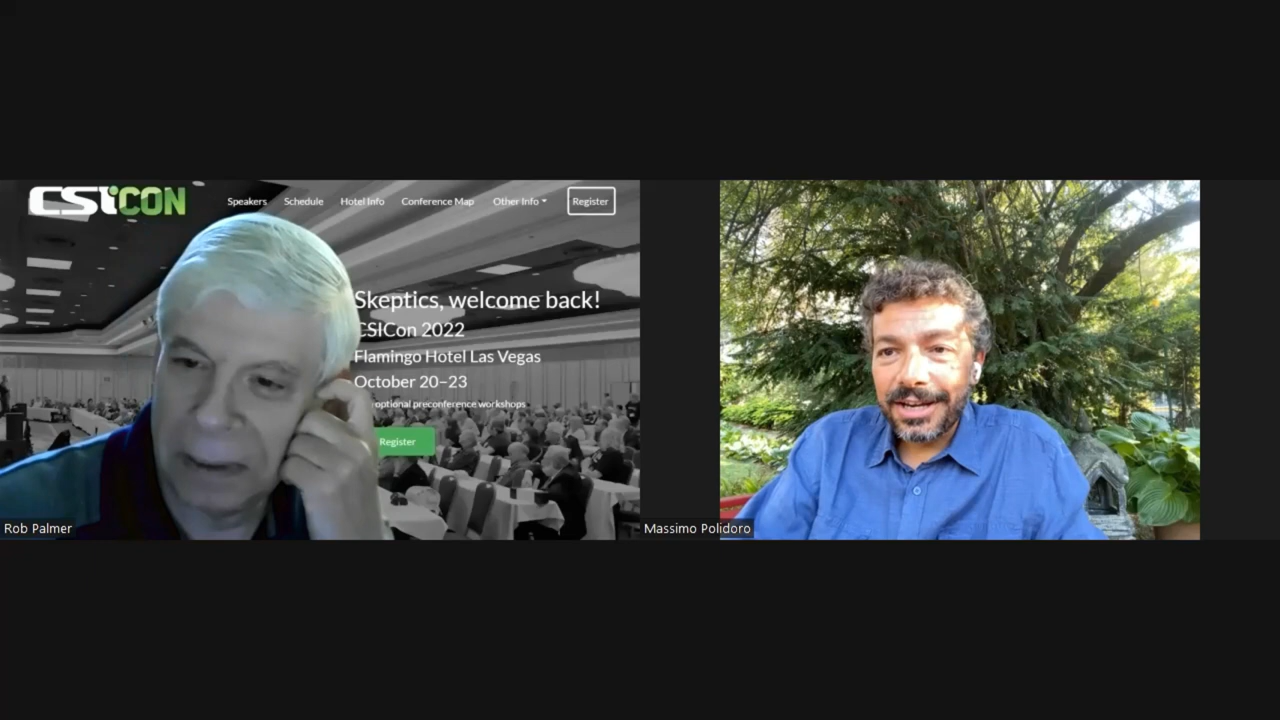 CSICON
Speakers Schedule Hotel Info Conference Map Other Info Register
Skeptics, welcome back!
CSICon 2022
Flamingo Hotel Las Vegas
October 20–23
optional preconference workshops
Register
Rob Palmer
Massimo Polidoro